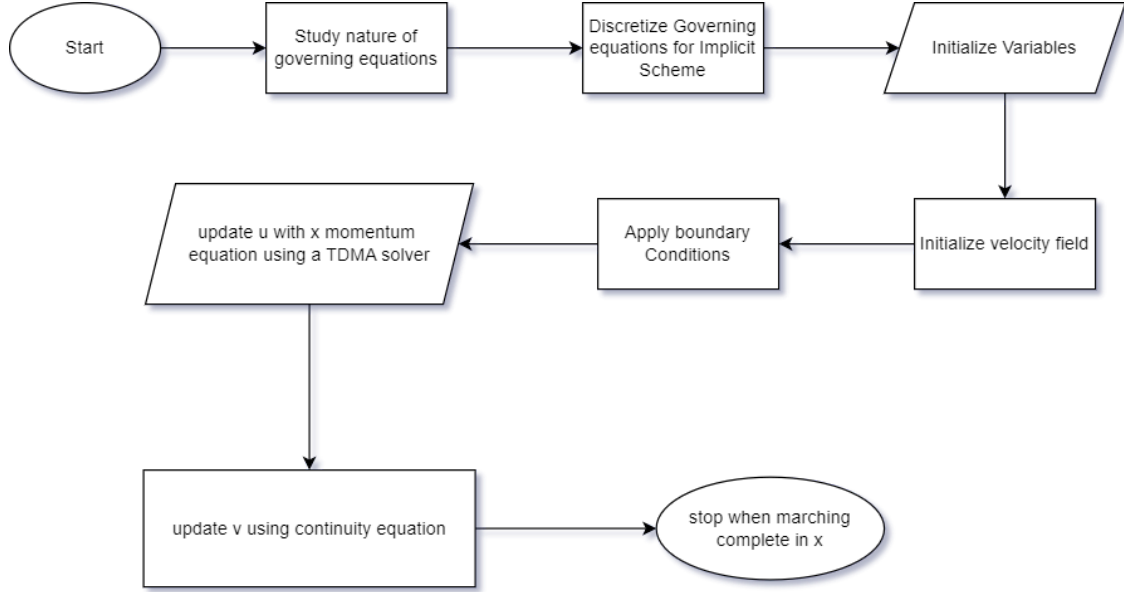 Start
Study nature of
governing equations
Discretize Governing
equations for Implicit
Scheme
Initialize Variables
Initialize velocity field
Apply boundary
Conditions
update u with x momentum
equation using a TDMA solver
update v using continuity equation
stop when marching
complete in x